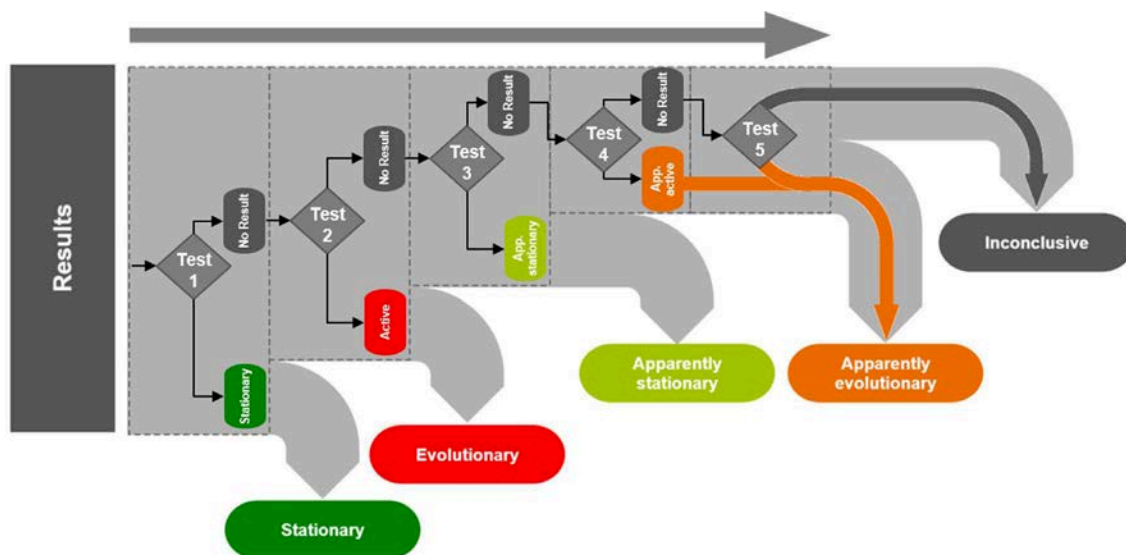 Results
Test
1
No Result
Stationary
Test
2
No Result
Active
Test
3
No Result
App.
stationary
Test
4
No Result
App.
active
Test
5
Inconclusive
Apparently
evolutionary
Apparently
stationary
Evolutionary
Stationary